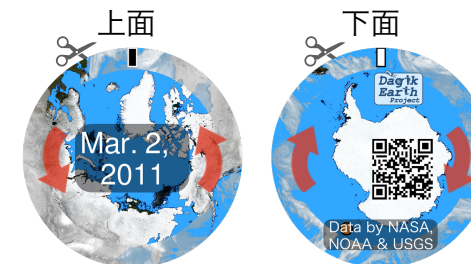 上面
下面
Mar. 2,
2011
Dagik
Earth
Project
Data by NASA,
NOAA & USGS